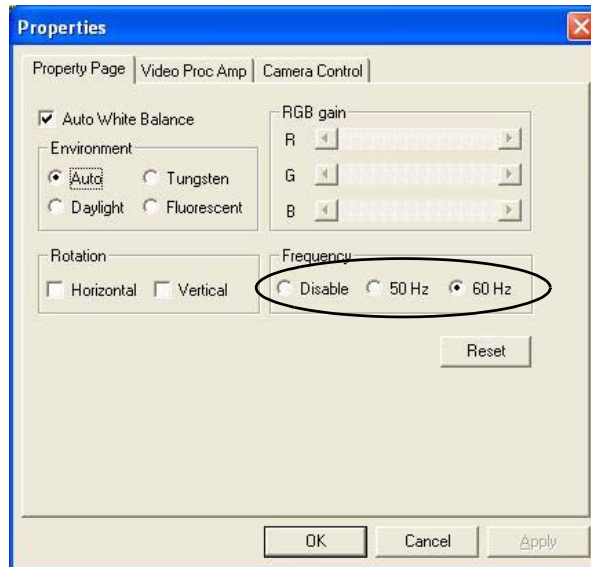 Properties
Property Page Video Proc Amp Camera Control
Auto White Balance
Environment
Auto Tungsten
Daylight Fluorescent
RGB gain
R
G
B
Rotation
Horizontal Vertical
Frequency
Disable 50 Hz 60 Hz
Reset
OK Cancel Apply